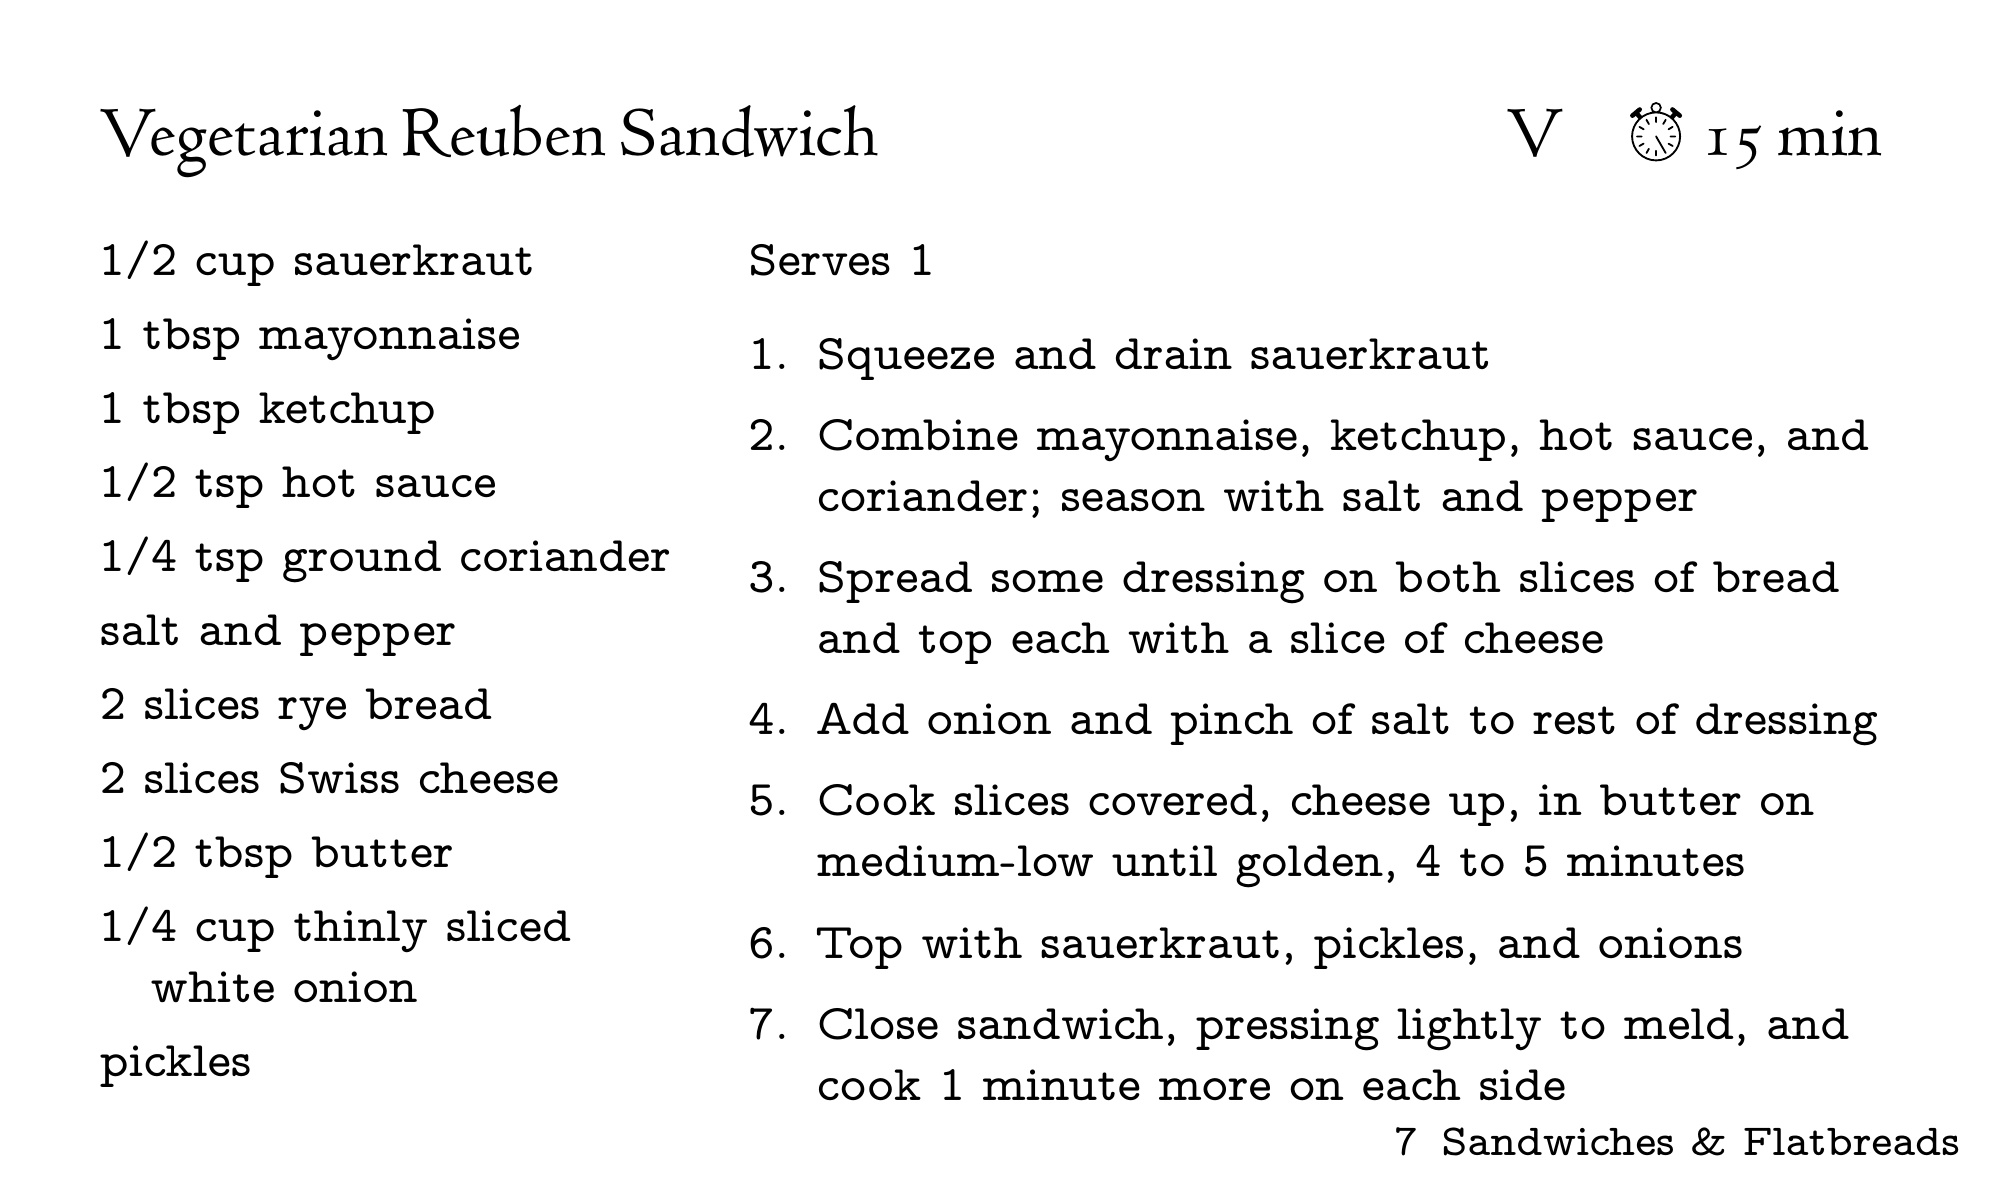 Vegetarian Reuben Sandwich
V 15 min
1/2 cup sauerkraut
1 tbsp mayonnaise
1 tbsp ketchup
1/2 tsp hot sauce
1/4 tsp ground coriander
salt and pepper
2 slices rye bread
2 slices Swiss cheese
1/2 tbsp butter
1/4 cup thinly sliced
white onion
pickles
Serves 1
1. Squeeze and drain sauerkraut
2. Combine mayonnaise, ketchup, hot sauce, and
coriander; season with salt and pepper
3. Spread some dressing on both slices of bread
and top each with a slice of cheese
4. Add onion and pinch of salt to rest of dressing
5. Cook slices covered, cheese up, in butter on
medium-low until golden, 4 to 5 minutes
6. Top with sauerkraut, pickles, and onions
7. Close sandwich, pressing lightly to meld, and
cook 1 minute more on each side
7 Sandwiches & Flatbreads